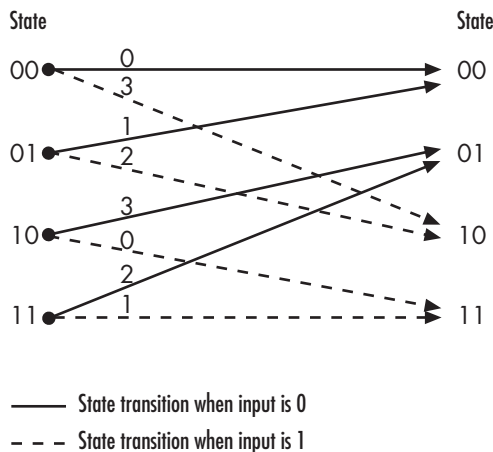 State State
00 0 00
3
01 1 01
2
10 3 10
0
11 2 11
1
State transition when input is 0
State transition when input is 1